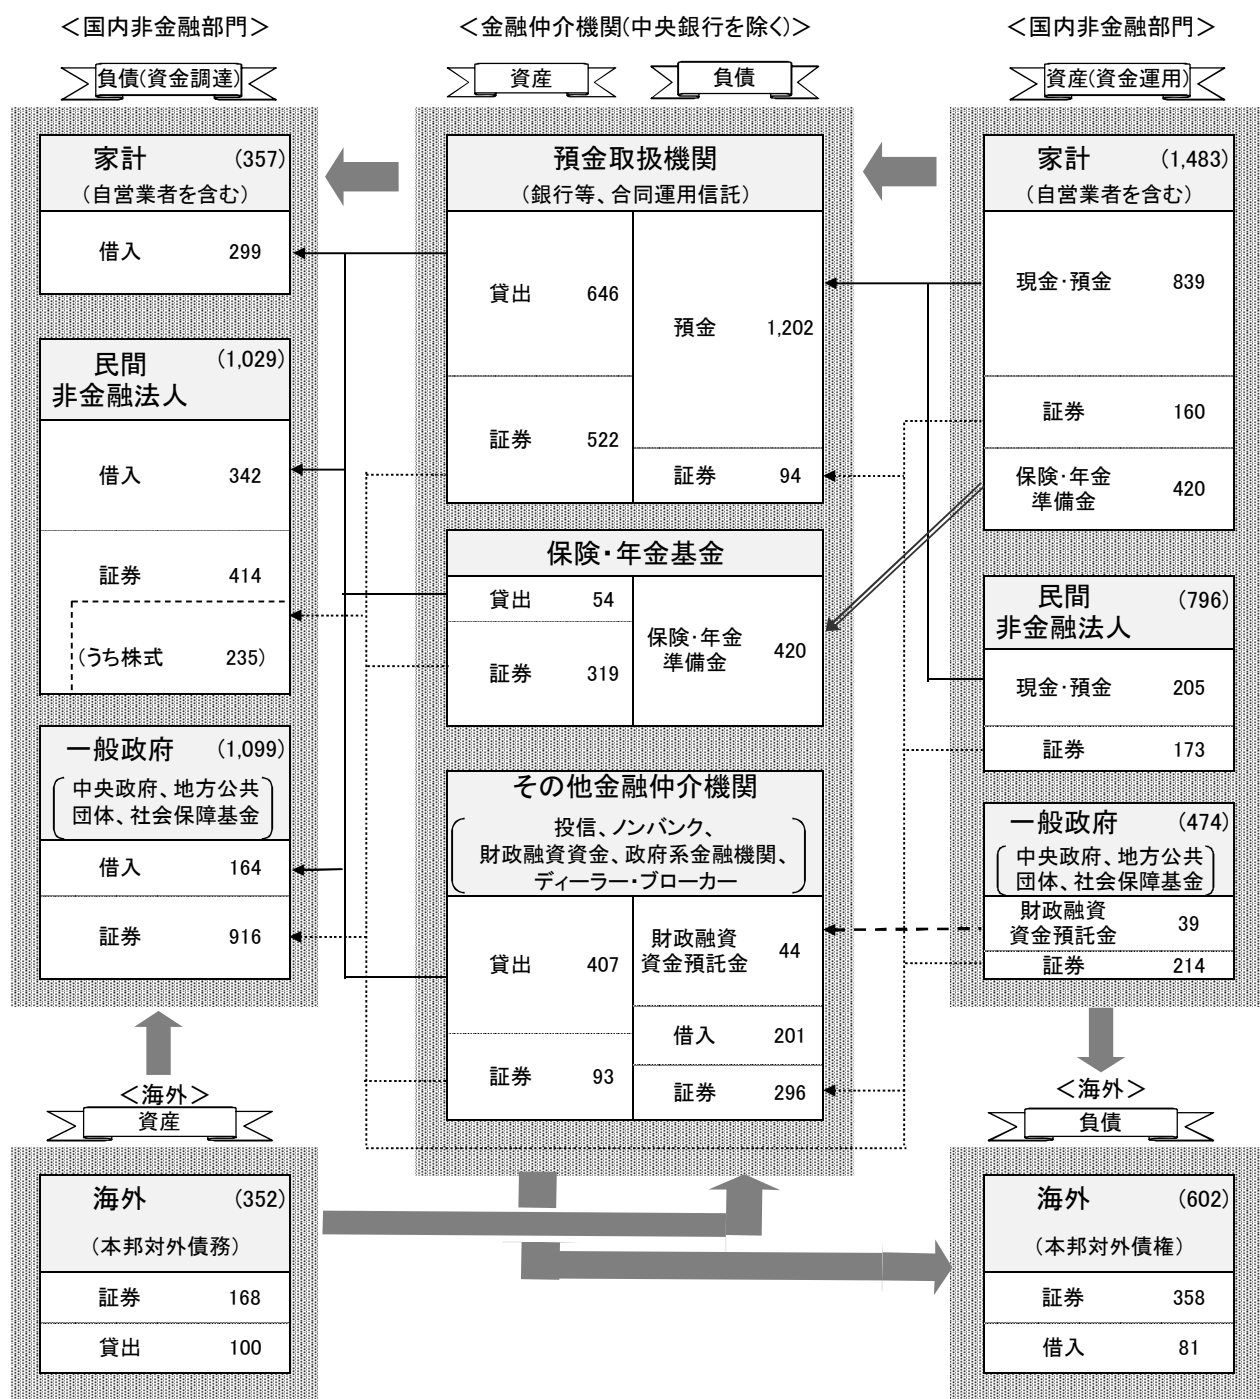 ＜国内非金融部門＞
負債(資金調達)
家計 (357)
（自営業者を含む）
借入 299
民間 (1,029)
非金融法人
借入 342
証券 414
(うち株式 235)
一般政府 (1,099)
中央政府、地方公共
団体、社会保障基金
借入 164
証券 916
＜海外＞
資産
海外 (352)
（本邦対外債務）
証券 168
貸出 100
＜金融仲介機関(中央銀行を除く)＞
資産 負債
預金取扱機関
（銀行等、合同運用信託）
貸出 646
証券 522
預金 1,202
証券 94
保険・年金基金
貸出 54
証券 319
保険・年金
準備金 420
その他金融仲介機関
投信、ノンバンク、
財政融資資金、政府系金融機関、
ディーラー・ブローカー
貸出 407
証券 93
財政融資
資金預託金 44
借入 201
証券 296
＜国内非金融部門＞
資産(資金運用)
家計 (1,483)
（自営業者を含む）
現金・預金 839
証券 160
保険・年金
準備金 420
民間 (796)
非金融法人
現金・預金 205
証券 173
一般政府 (474)
中央政府、地方公共
団体、社会保障基金
財政融資
資金預託金 39
証券 214
＜海外＞
負債
海外 (602)
（本邦対外債権）
証券 358
借入 81